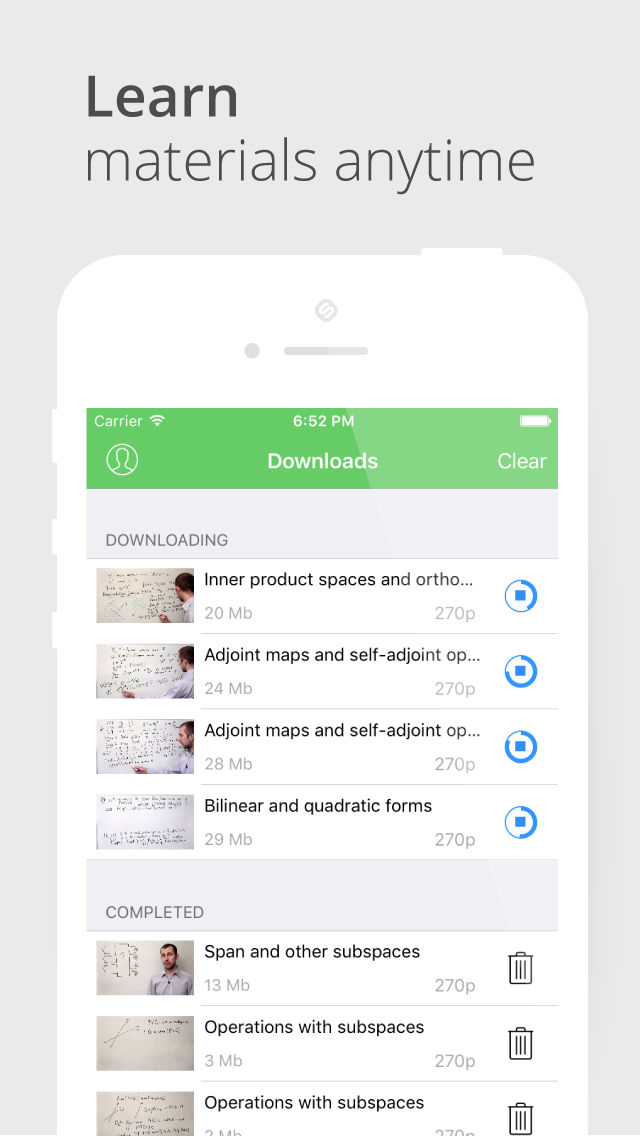 Learn
materials anytime
Carrier 6:52 PM
Downloads Clear
DOWNLOADING
Inner product spaces and ortho...
20 Mb 270p
Adjoint maps and self-adjoint op...
24 Mb 270p
Adjoint maps and self-adjoint op...
28 Mb 270p
Bilinear and quadratic forms
29 Mb 270p
COMPLETED
Span and other subspaces
13 Mb 270p
Operations with subspaces
3 Mb 270p
Operations with subspaces
2 Mb 270p